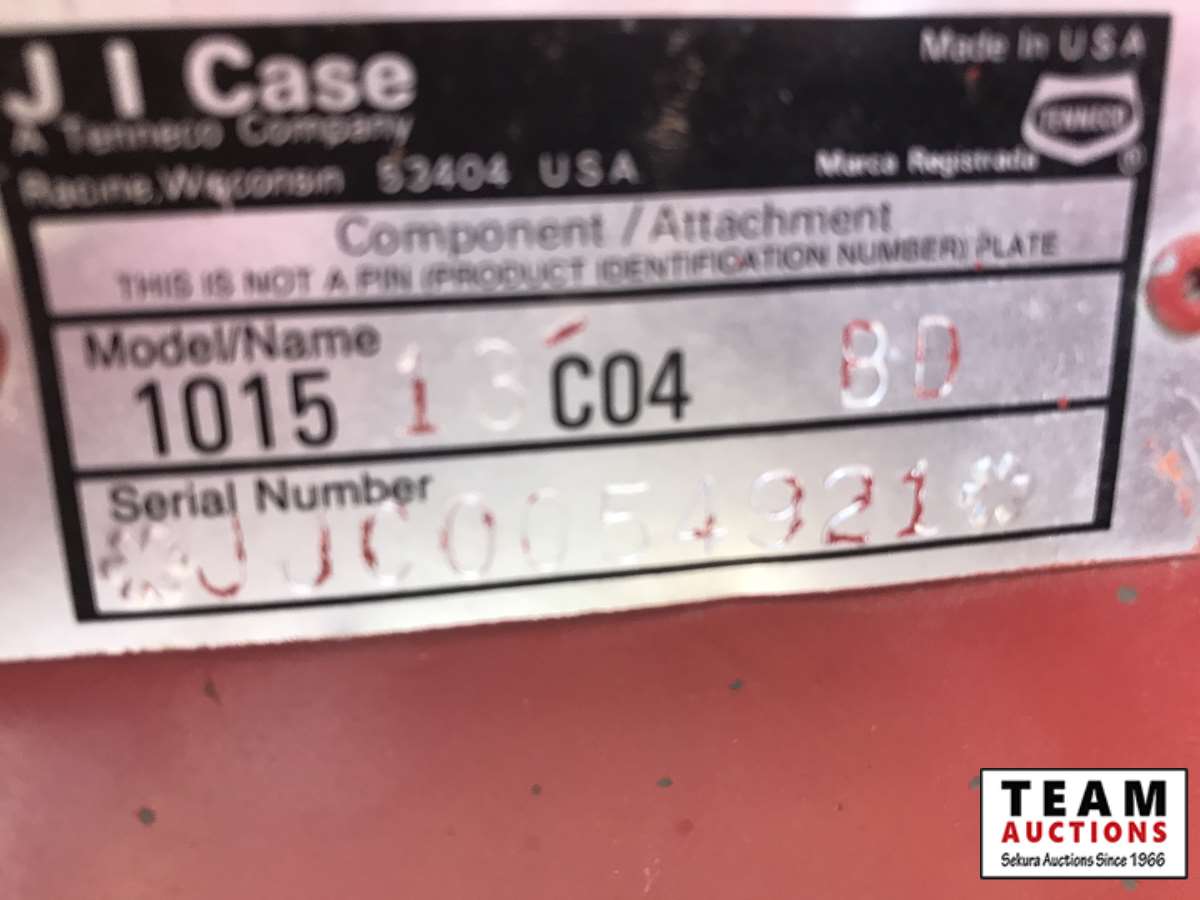 J I Case
Made in USA
A Tenneco Company
TENNECO
Racine, Wisconsin 53404 USA
Marca Registrada ®
Component / Attachment
THIS IS NOT A PIN (PRODUCT IDENTIFICATION NUMBER) PLATE
Model/Name
1015 13 C04 BD
Serial Number
*JJC0054921*
TEAM
AUCTIONS
Sekura Auctions Since 1966